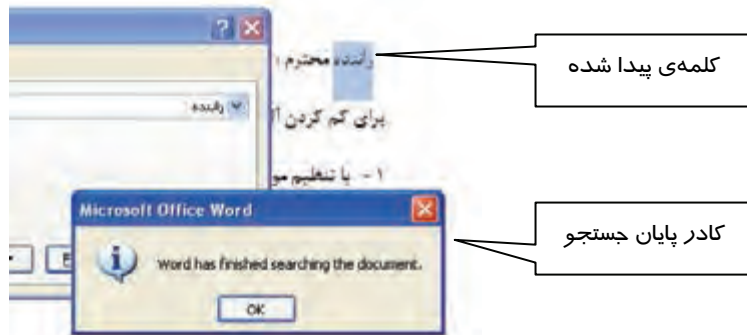 راننده محترم
کلمه‌ی پیدا شده
راننده
برای کم کردن
۱ - با تنظیم مو
Microsoft Office Word
Word has finished searching the document.
OK
کادر پایان جستجو